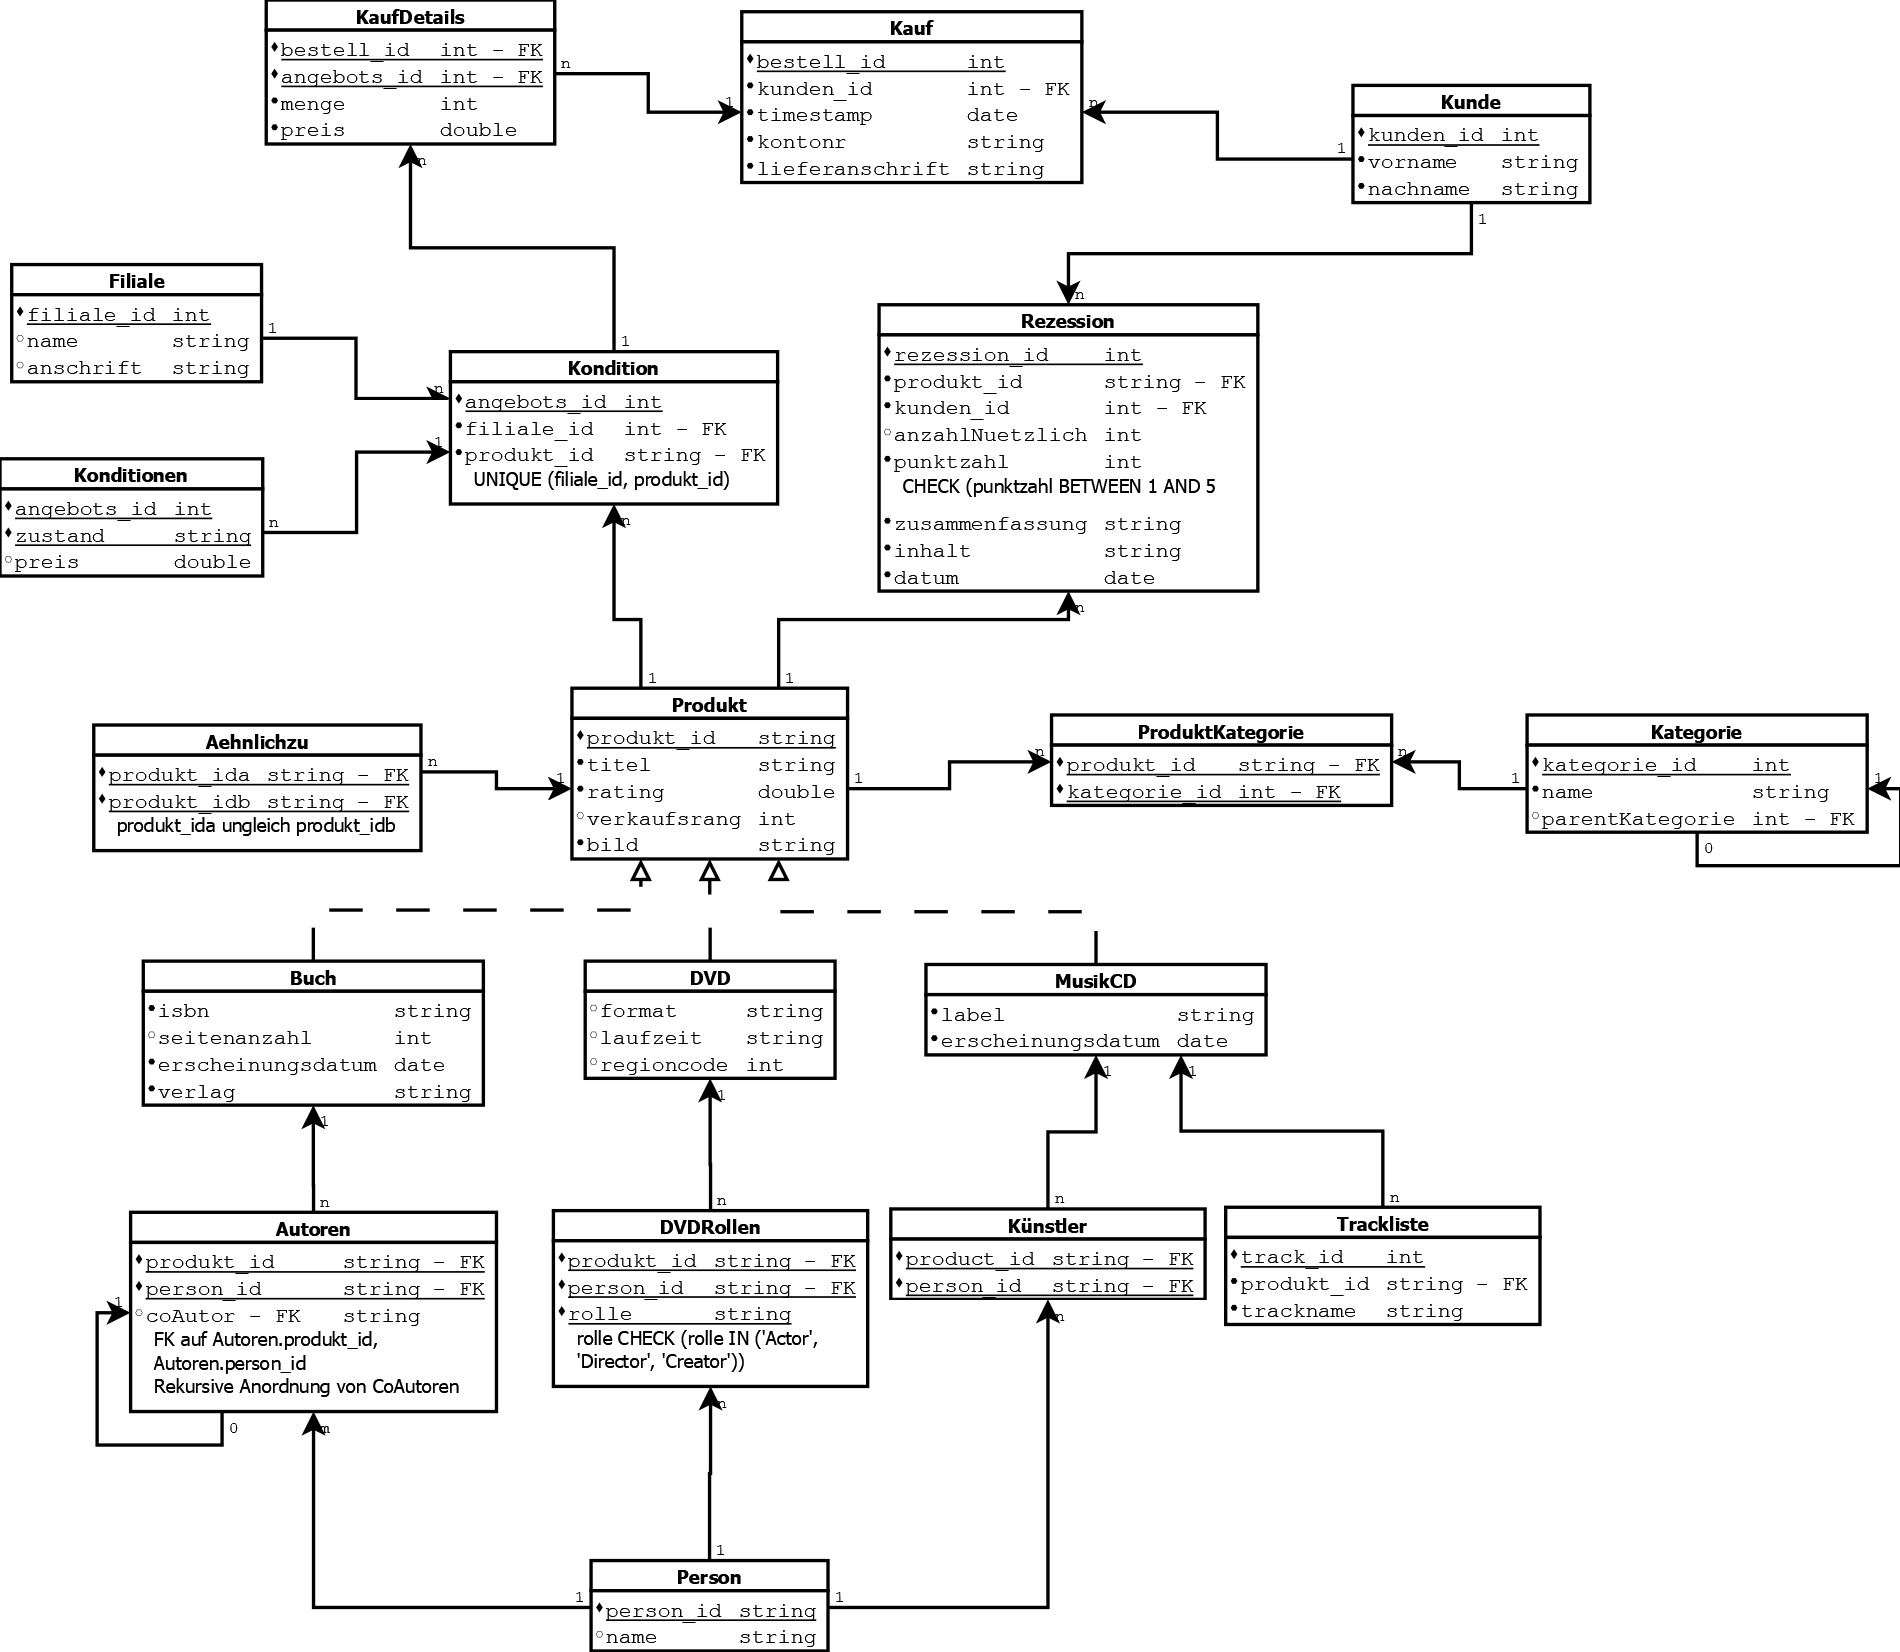 KaufDetails
bestell_id int - FK
angebots_id int - FK
menge int
preis double
n
n
Kauf
bestell_id int
kunden_id int - FK
timestamp date
kontonr string
lieferanschrift string
1
n
Kunde
kunden_id int
vorname string
nachname string
1
1
Filiale
filiale_id int
name string
anschrift string
1
Kondition
angebots_id int
filiale_id int - FK
produkt_id string - FK
UNIQUE (filiale_id, produkt_id)
1
n
1
n
Konditionen
angebots_id int
zustand string
preis double
n
Rezession
rezession_id int
produkt_id string - FK
kunden_id int - FK
anzahlNuetzlich int
punktzahl int
CHECK (punktzahl BETWEEN 1 AND 5
zusammenfassung string
inhalt string
datum date
n
n
Aehnlichzu
produkt_ida string - FK
produkt_idb string - FK
produkt_ida ungleich produkt_idb
n
Produkt
produkt_id string
titel string
rating double
verkaufsrang int
bild string
1
1
1
1
ProduktKategorie
produkt_id string - FK
kategorie_id int - FK
n
n
Kategorie
kategorie_id int
name string
parentKategorie int - FK
1
1
0
Buch
isbn string
seitenanzahl int
erscheinungsdatum date
verlag string
1
DVD
format string
laufzeit string
regioncode int
1
MusikCD
label string
erscheinungsdatum date
1
1
Autoren
produkt_id string - FK
person_id string - FK
coAutor - FK string
FK auf Autoren.produkt_id,
Autoren.person_id
Rekursive Anordnung von CoAutoren
n
1
0
m
DVDRollen
produkt_id string - FK
person_id string - FK
rolle string
rolle CHECK (rolle IN ('Actor',
'Director', 'Creator'))
n
n
Künstler
product_id string - FK
person_id string - FK
n
n
Trackliste
track_id int
produkt_id string - FK
trackname string
n
Person
person_id string
name string
1
1
1